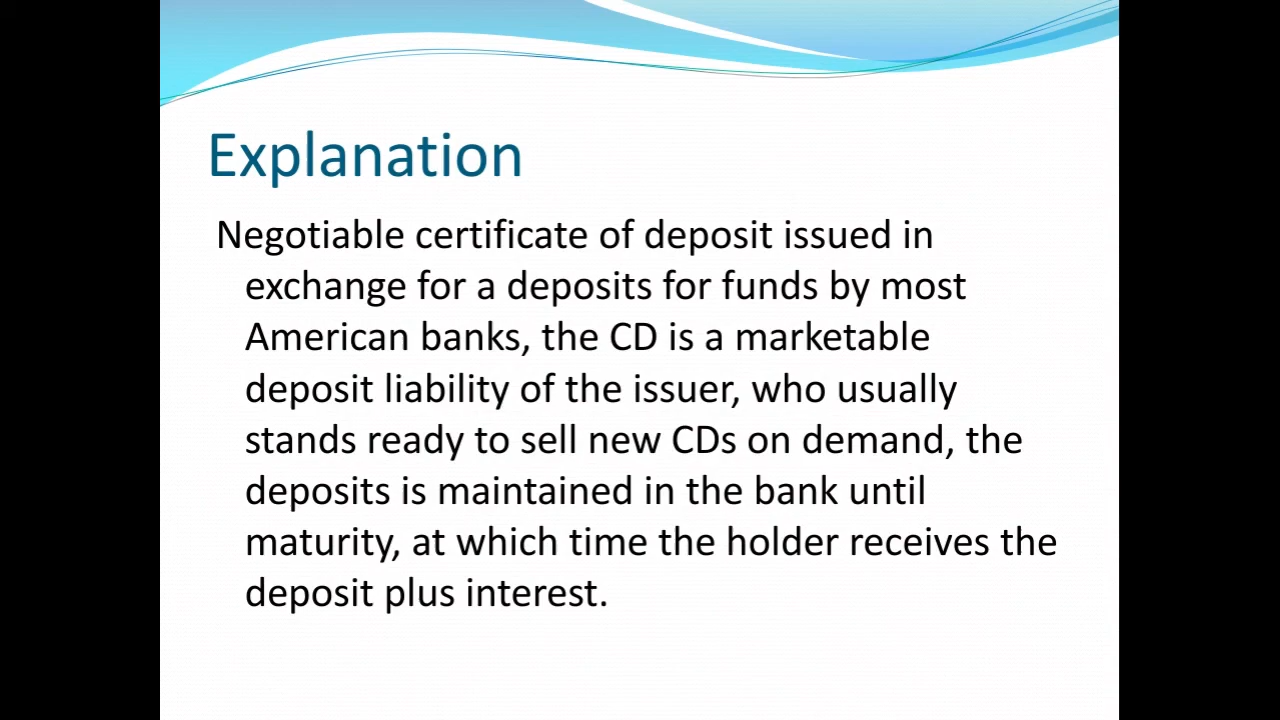 Explanation
Negotiable certificate of deposit issued in
exchange for a deposits for funds by most
American banks, the CD is a marketable
deposit liability of the issuer, who usually
stands ready to sell new CDs on demand, the
deposits is maintained in the bank until
maturity, at which time the holder receives the
deposit plus interest.